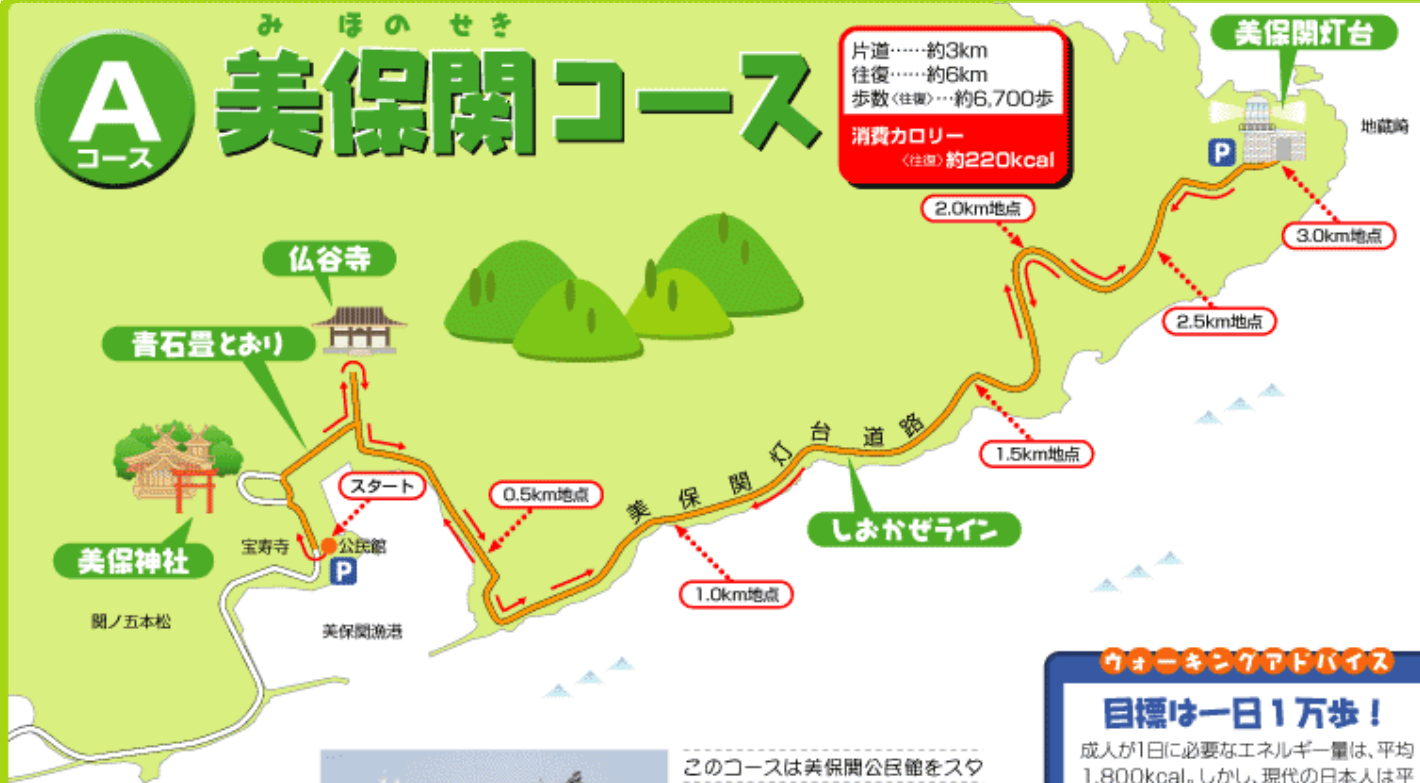 み ほ の せ き
A
コース
美保関コース
片道……約3km
往復……約6km
歩数〈往復〉…約6,700歩
消費カロリー
〈往復〉約220kcal
美保関灯台
地蔵崎
P
3.0km地点
2.0km地点
2.5km地点
仏谷寺
青石畳とおり
1.5km地点
美保関灯台道路
スタート
0.5km地点
しおかぜライン
美保神社
宝寿寺
公民館
P
1.0km地点
関ノ五本松
美保関漁港
ウォーキングアドバイス
目標は一日1万歩！
成人が1日に必要なエネルギー量は、平均
1,800kcal。しかし、現代の日本人は平
このコースは美保関公民館をスタ